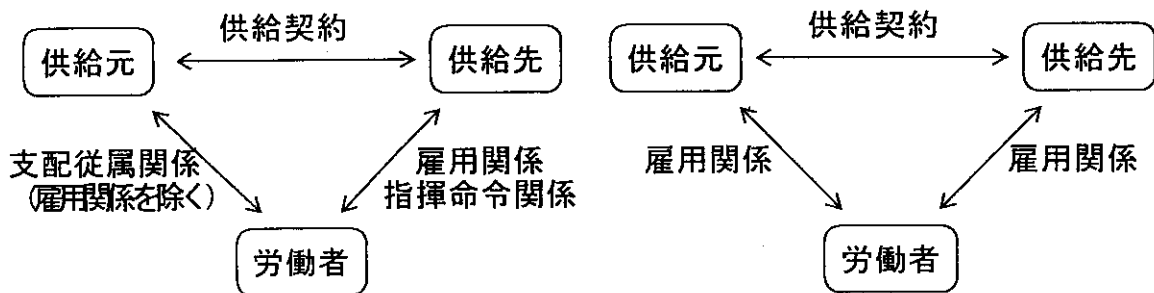 供給契約
供給元
供給先
支配従属関係
(雇用関係を除く)
雇用関係
指揮命令関係
労働者
供給契約
供給元
供給先
雇用関係
雇用関係
労働者